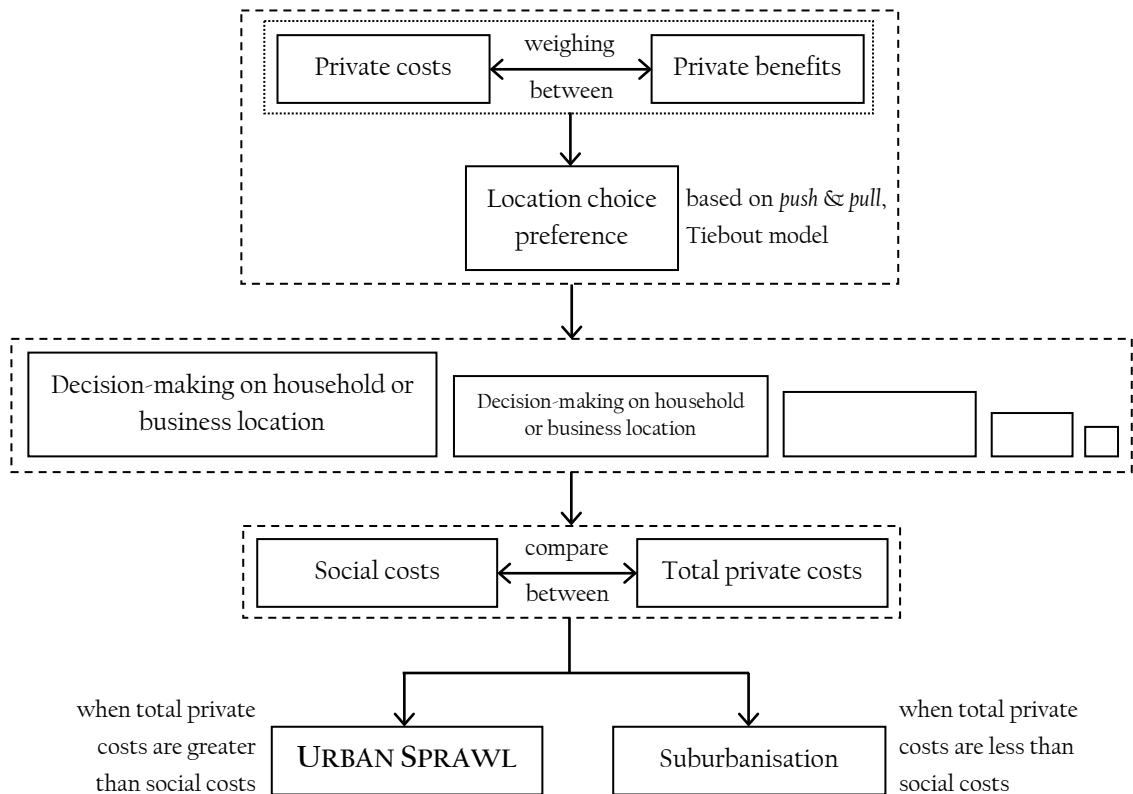 weighing
Private costs
Private benefits
between
Location choice
preference
based on push & pull,
Tiebout model
Decision-making on household or
business location
Decision-making on household
or business location
compare
Social costs
Total private costs
between
when total private
costs are greater
than social costs
URBAN SPRAWL
Suburbanisation
when total private
costs are less than
social costs